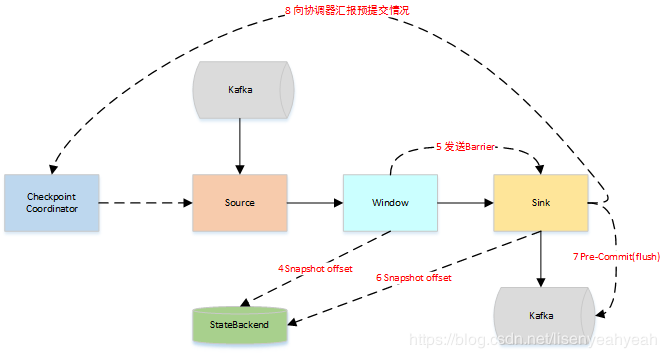 8 向协调器汇报预提交情况
Kafka
5 发送Barrier
Checkpoint
Coordinator
Source
Window
Sink
4 Snapshot offset
6 Snapshot offset
7 Pre-Commit(flush)
StateBackend
Kafka
https://blog.csdn.net/lisenyeahyeah